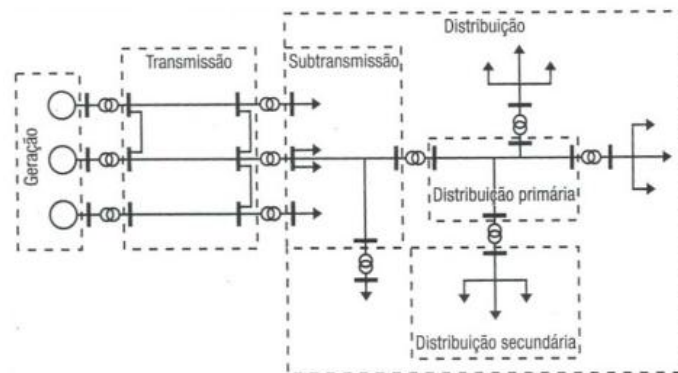 Distribuição
Transmissão
Subtransmissão
Geração
Distribuição primária
Distribuição secundária